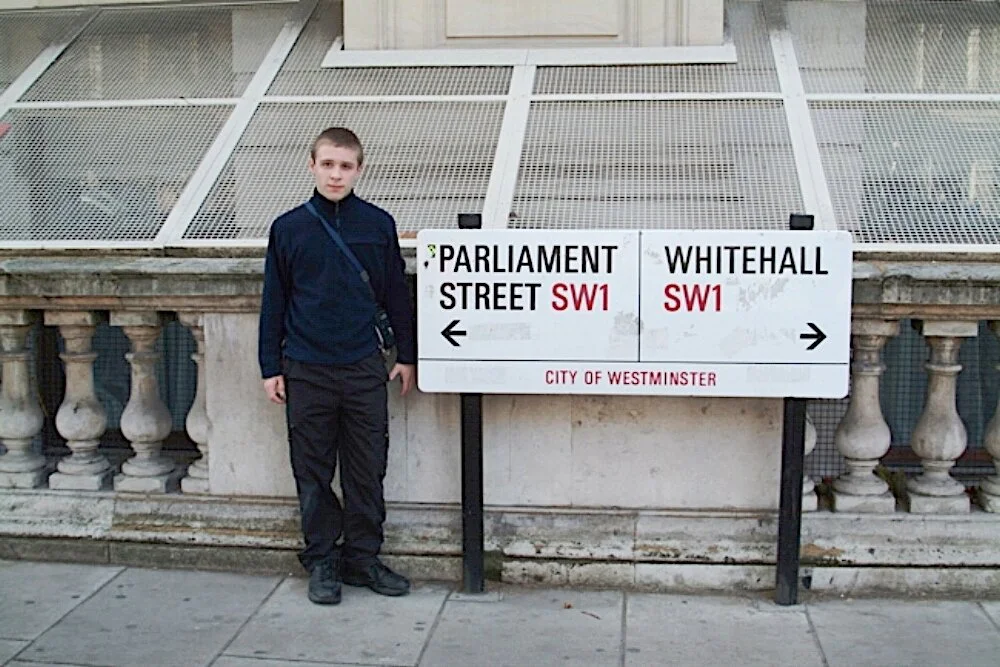 PARLIAMENT
STREET SW1
WHITEHALL
SW1
CITY OF WESTMINSTER